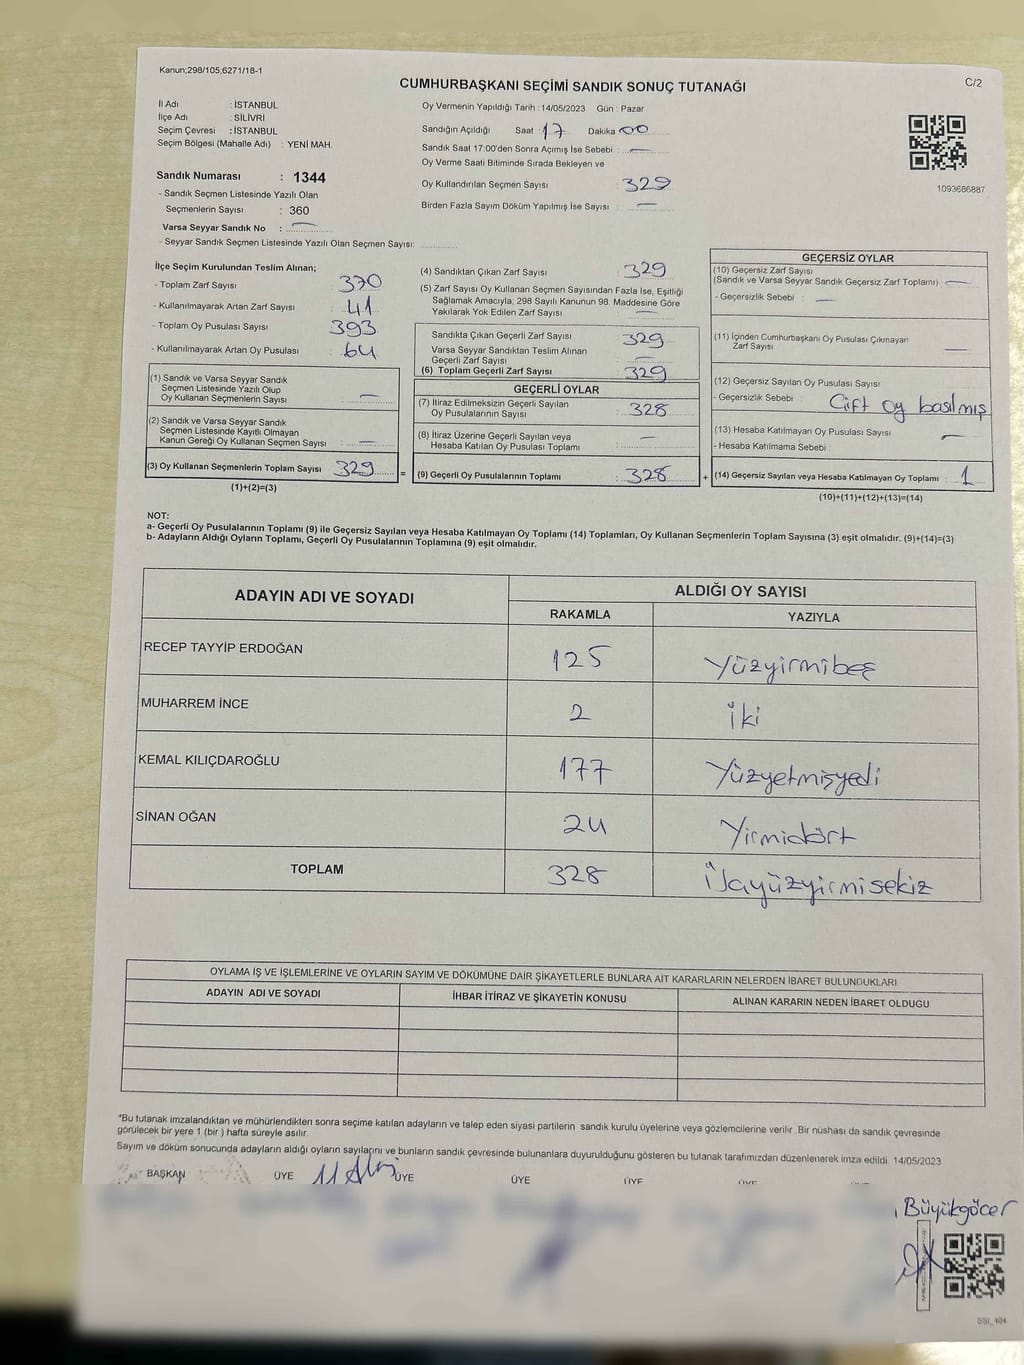 Kanun;298/105;6271/18-1
C/2
CUMHURBAŞKANI SEÇİMİ SANDIK SONUÇ TUTANAĞI
İl Adı : İSTANBUL
İlçe Adı : SİLİVRİ
Seçim Çevresi : İSTANBUL
Seçim Bölgesi (Mahalle Adı) : YENİ MAH.
Sandık Numarası : 1344
- Sandık Seçmen Listesinde Yazılı Olan
Seçmenlerin Sayısı : 360
Varsa Seyyar Sandık No :
- Seyyar Sandık Seçmen Listesinde Yazılı Olan Seçmen Sayısı:
Oy Vermenin Yapıldığı Tarih : 14/05/2023 Gün : Pazar
Sandığın Açıldığı Saat 17 Dakika 00
Sandık Saat 17:00'den Sonra Açımış İse Sebebi : —
Oy Verme Saati Bitiminde Sırada Bekleyen ve
Oy Kullandırılan Seçmen Sayısı : 329
Birden Fazla Sayım Döküm Yapılmış İse Sayısı : —
1093686887
İlçe Seçim Kurulundan Teslim Alınan;
- Toplam Zarf Sayısı : 370
- Kullanılmayarak Artan Zarf Sayısı : 41
- Toplam Oy Pusulası Sayısı : 393
- Kullanılmayarak Artan Oy Pusulası : 64
(1) Sandık ve Varsa Seyyar Sandık
Seçmen Listesinde Yazılı Olup
Oy Kullanan Seçmenlerin Sayısı : —
(2) Sandık ve Varsa Seyyar Sandık
Seçmen Listesinde Kayıtlı Olmayan
Kanun Gereği Oy Kullanan Seçmen Sayısı : —
(3) Oy Kullanan Seçmenlerin Toplam Sayısı : 329 =
(1)+(2)=(3)
(4) Sandıktan Çıkan Zarf Sayısı : 329
(5) Zarf Sayısı Oy Kullanan Seçmen Sayısından Fazla İse, Eşitliği
Sağlamak Amacıyla; 298 Sayılı Kanunun 98. Maddesine Göre
Yakılarak Yok Edilen Zarf Sayısı : —
Sandıkta Çıkan Geçerli Zarf Sayısı : 329
Varsa Seyyar Sandıktan Teslim Alınan
Geçerli Zarf Sayısı : —
(6) Toplam Geçerli Zarf Sayısı : 329
GEÇERLİ OYLAR
(7) İtiraz Edilmeksizin Geçerli Sayılan
Oy Pusulalarının Sayısı : 328
(8) İtiraz Üzerine Geçerli Sayılan veya
Hesaba Katılan Oy Pusulası Toplamı : —
(9) Geçerli Oy Pusulalarının Toplamı : 328 +
GEÇERSİZ OYLAR
(10) Geçersiz Zarf Sayısı
(Sandık ve Varsa Seyyar Sandık Geçersiz Zarf Toplamı) : —
- Geçersizlik Sebebi : —
(11) İçinden Cumhurbaşkanı Oy Pusulası Çıkmayan
Zarf Sayısı : —
(12) Geçersiz Sayılan Oy Pusulası Sayısı
- Geçersizlik Sebebi : Çift oy basılmış
(13) Hesaba Katılmayan Oy Pusulası Sayısı : —
- Hesaba Katılmama Sebebi :
(14) Geçersiz Sayılan veya Hesaba Katılmayan Oy Toplamı : 1
(10)+(11)+(12)+(13)=(14)
NOT:
a- Geçerli Oy Pusulalarının Toplamı (9) ile Geçersiz Sayılan veya Hesaba Katılmayan Oy Toplamı (14) Toplamları, Oy Kullanan Seçmenlerin Toplam Sayısına (3) eşit olmalıdır. (9)+(14)=(3)
b- Adayların Aldığı Oyların Toplamı, Geçerli Oy Pusulalarının Toplamına (9) eşit olmalıdır.
ADAYIN ADI VE SOYADI
ALDIĞI OY SAYISI
RAKAMLA YAZIYLA
RECEP TAYYİP ERDOĞAN 125 Yüzyirmibeş
MUHARREM İNCE 2 İki
KEMAL KILIÇDAROĞLU 177 Yüzyetmişyedi
SİNAN OĞAN 24 Yirmidört
TOPLAM 328
OYLAMA İŞ VE İŞLEMLERİNE VE OYLARIN SAYIM VE DÖKÜMÜNE DAİR ŞİKAYETLERLE BUNLARA AİT KARARLARIN NELERDEN İBARET BULUNDUKLARI
ADAYIN ADI VE SOYADI İHBAR İTİRAZ VE ŞİKAYETİN KONUSU ALINAN KARARIN NEDEN İBARET OLDUĞU
*Bu tutanak imzalandıktan ve mühürlendikten sonra seçime katılan adayların ve talep eden siyasi partilerin sandık kurulu üyelerine veya gözlemcilerine verilir. Bir nüshası da sandık çevresinde
görülecek bir yere 1 (bir ) hafta süreyle asılır.
Sayım ve döküm sonucunda adayların aldığı oyların sayılarını ve bunların sandık çevresinde bulunanlara duyurulduğunu gösteren bu tutanak tarafımızdan düzenlenerek imza edildi. 14/05/2023
BAŞKAN ÜYE ÜYE ÜYE ÜYE ÜYE
Büyükgöcer